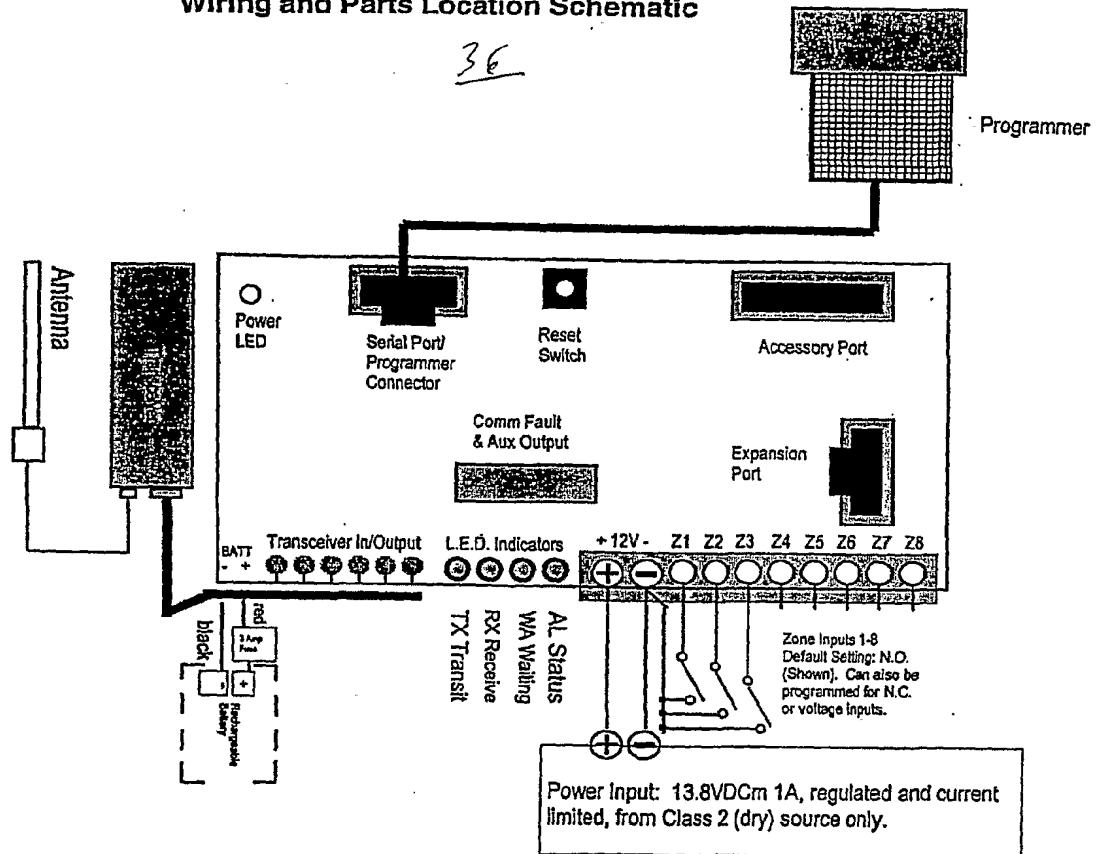 Wiring and Parts Location Schematic
36
Programmer
Antenna
Power
LED
Serial Port/
Programmer
Connector
Reset
Switch
Accessory Port
Comm Fault
& Aux Output
Expansion
Port
BATT
- +
Transceiver In/Output
L.E.D. Indicators
+ 12V -
Z1 Z2 Z3 Z4 Z5 Z6 Z7 Z8
+ −
TX Transit
RX Receive
WA Waiting
AL Status
black
red
3 Amp
Fuse
- +
Rechargeable
Battery
Zone Inputs 1-8
Default Setting: N.O.
(Shown). Can also be
programmed for N.C.
or voltage inputs.
+ −
Power Input: 13.8VDCm 1A, regulated and current
limited, from Class 2 (dry) source only.